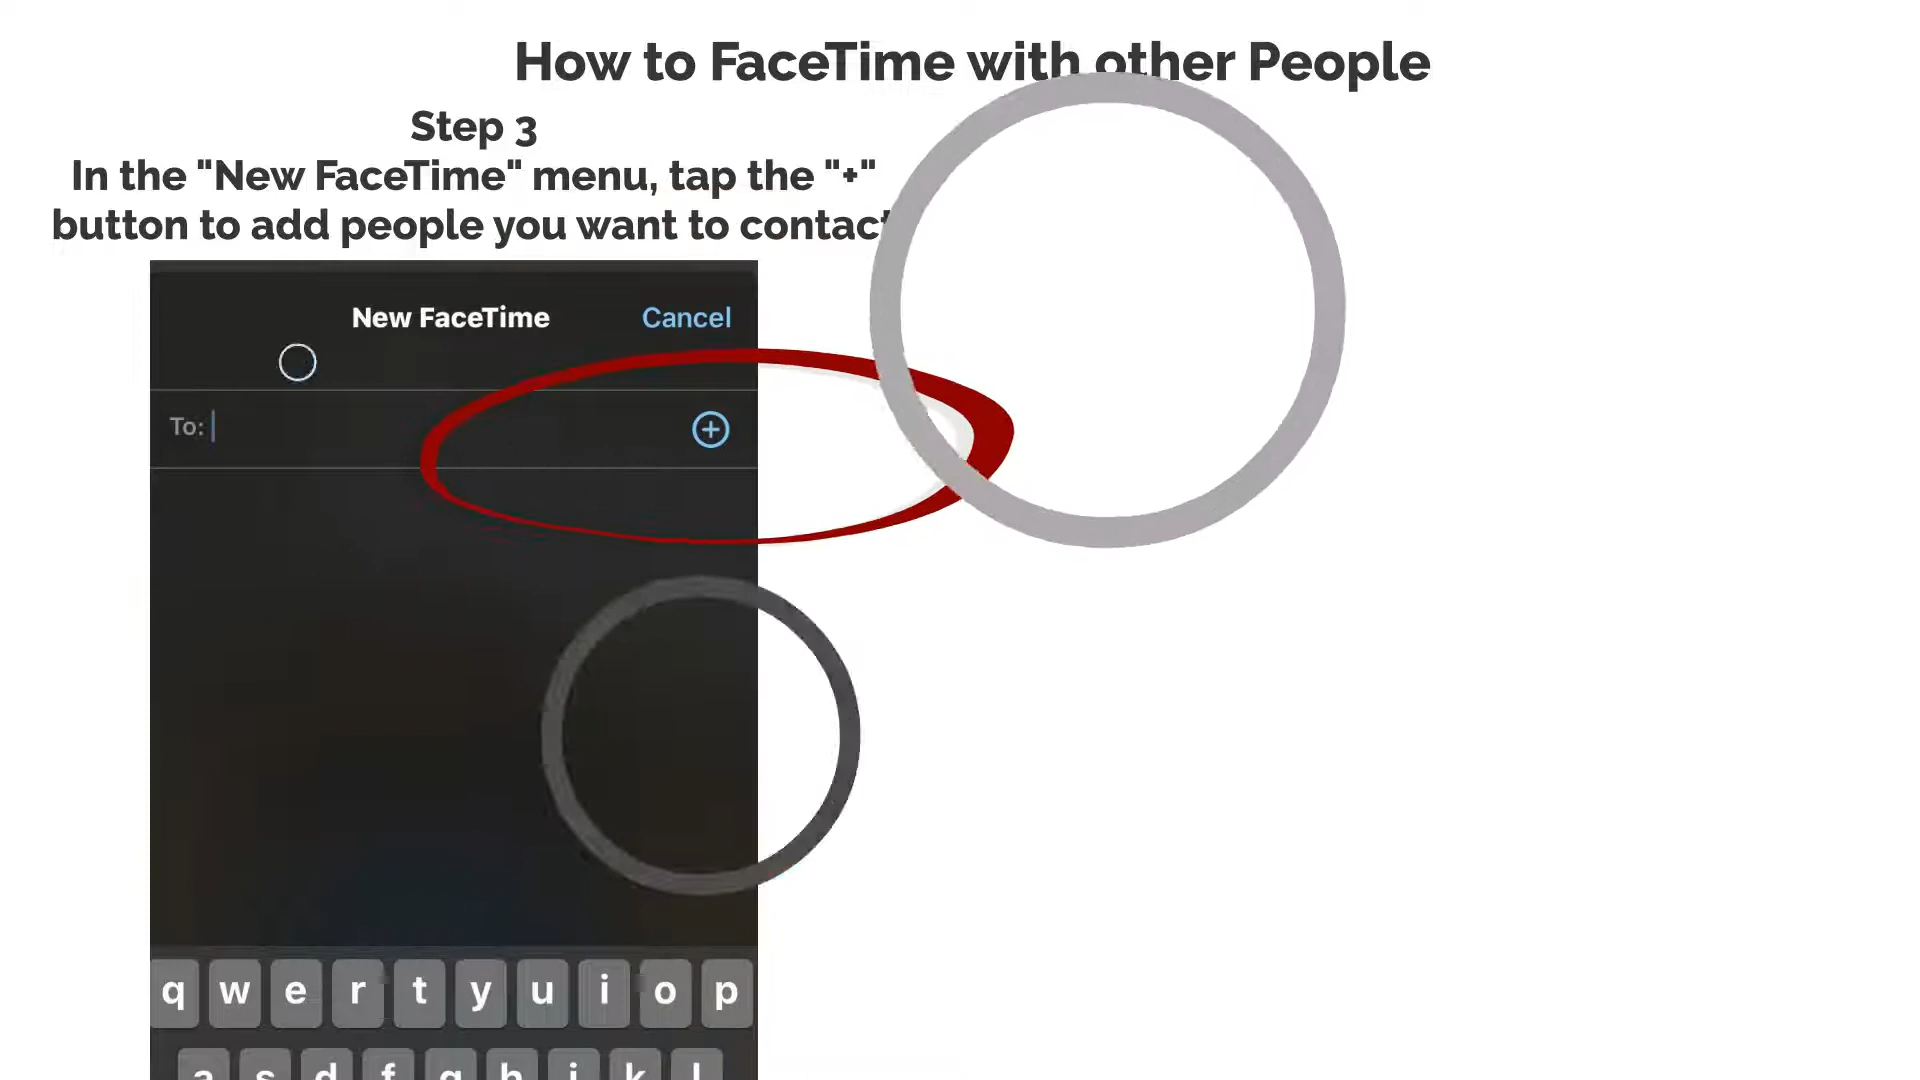 How to FaceTime with other People
Step 3
In the "New FaceTime" menu, tap the "+"
button to add people you want to contact
New FaceTime
Cancel
To:
q w e r t y u i o p
a s d f g h j k l